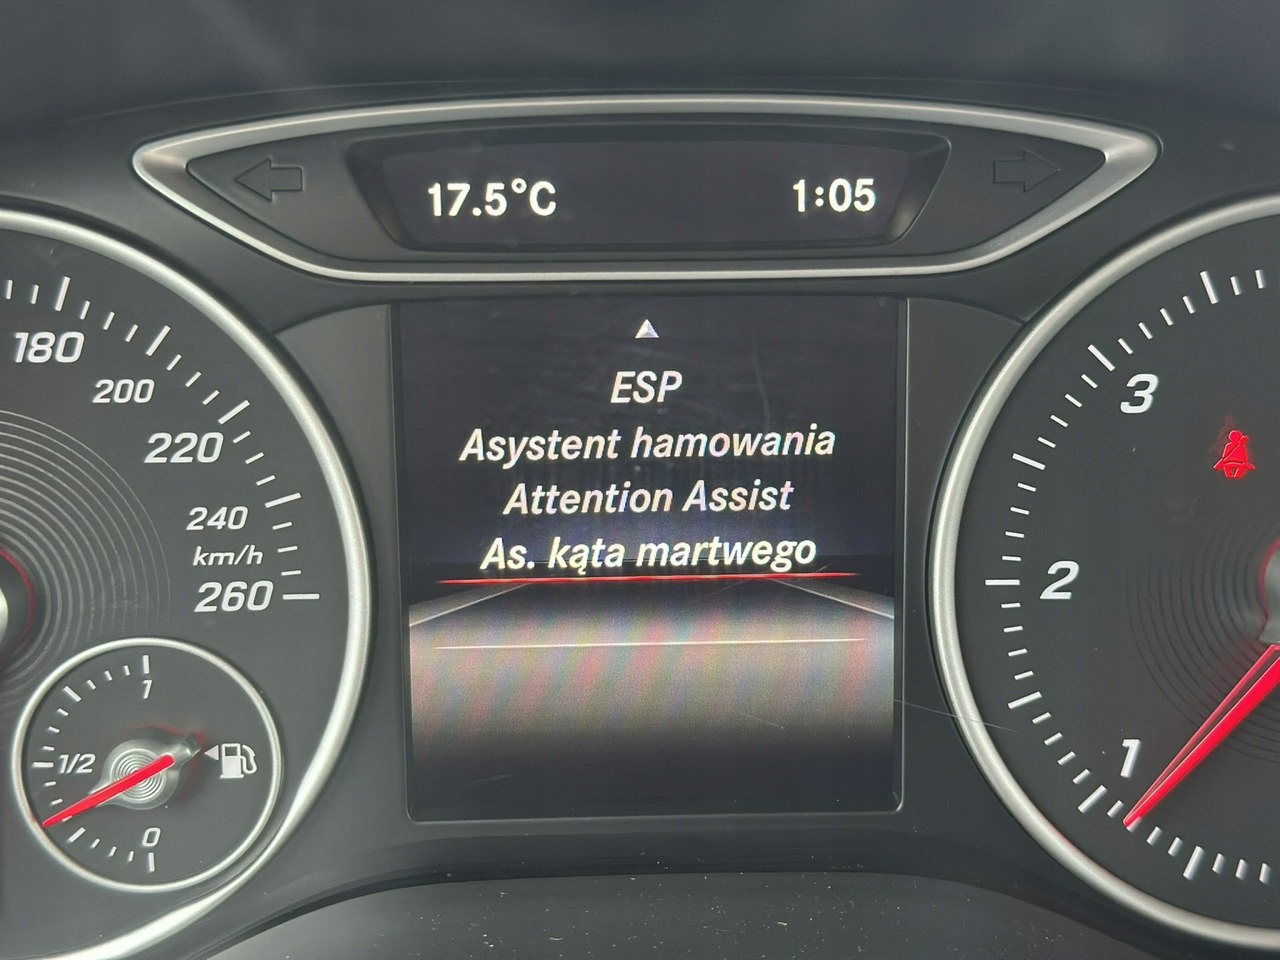 17.5°C 1:05
ESP
Asystent hamowania
Attention Assist
As. kąta martwego
180
200
220
240
km/h
260
1
1/2
0
3
2
1